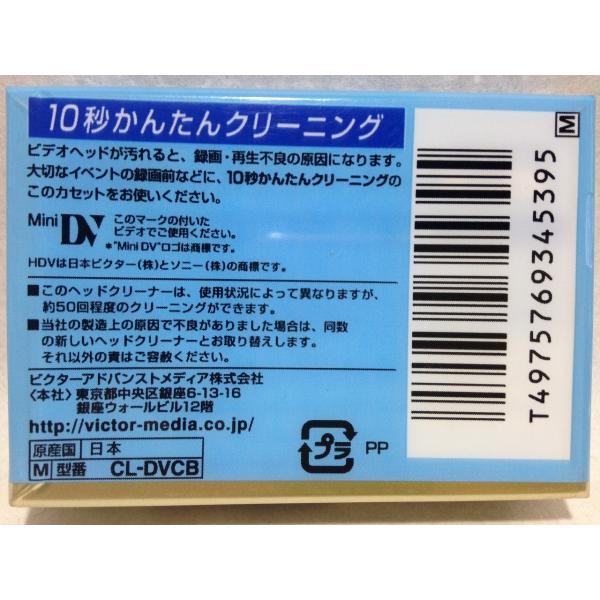 10秒かんたんクリーニング
ビデオヘッドが汚れると、録画・再生不良の原因になります。
大切なイベントの録画前などに、10秒かんたんクリーニングの
このカセットをお使いください。
Mini DV
このマークの付いた
ビデオでご使用ください。
*"Mini DV"ロゴは商標です。
HDVは日本ビクター(株)とソニー(株)の商標です。
■このヘッドクリーナーは、使用状況によって異なりますが、
約50回程度のクリーニングができます。
■当社の製造上の原因で不良がありました場合は、同数
の新しいヘッドクリーナーとお取り替えします。
それ以外の責はご容赦ください。
ビクターアドバンストメディア株式会社
〈本社〉東京都中央区銀座6-13-16
銀座ウォールビル12階
http://victor-media.co.jp/
原産国 日本
M 型番 CL-DVCB
プラ PP
M
T4975769345395